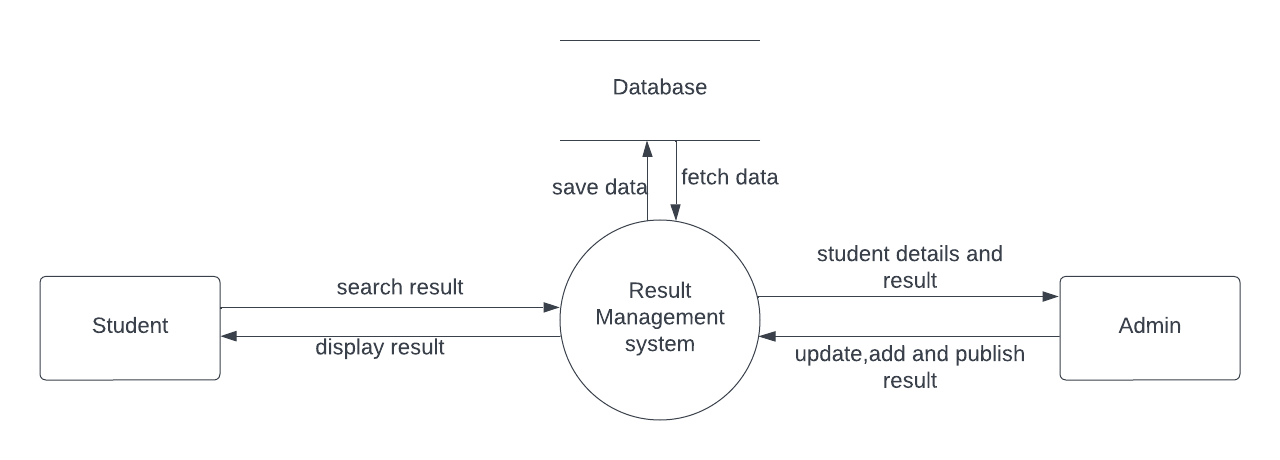 Database
save data
fetch data
student details and
result
search result
Result
Management
system
Student
Admin
display result
update,add and publish
result